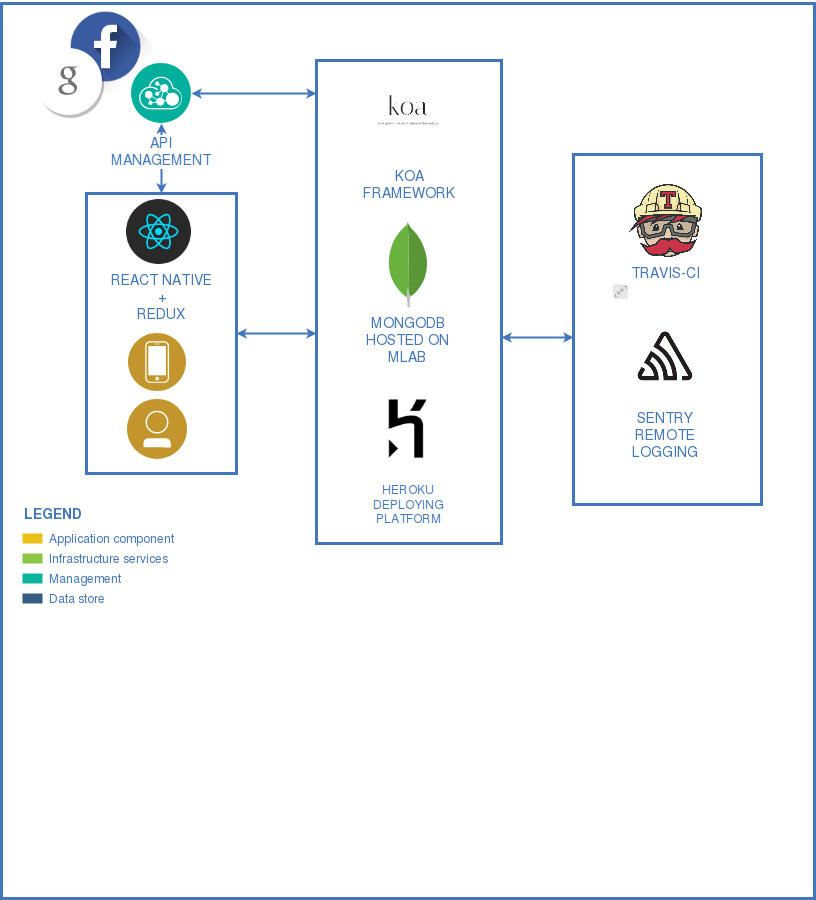 f
g
API
MANAGEMENT
REACT NATIVE
+
REDUX
koa
KOA
FRAMEWORK
MONGODB
HOSTED ON
MLAB
HEROKU
DEPLOYING
PLATFORM
T
TRAVIS-CI
SENTRY
REMOTE
LOGGING
LEGEND
Application component
Infrastructure services
Management
Data store